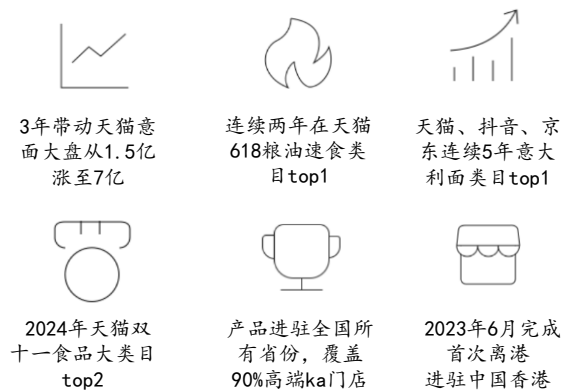 3年带动天猫意
面大盘从1.5亿
涨至7亿
连续两年在天猫
618粮油速食类
目top1
天猫、抖音、京
东连续5年意大
利面类目top1
2024年天猫双
十一食品大类目
top2
产品进驻全国所
有省份，覆盖
90%高端ka门店
2023年6月完成
首次离港
进驻中国香港